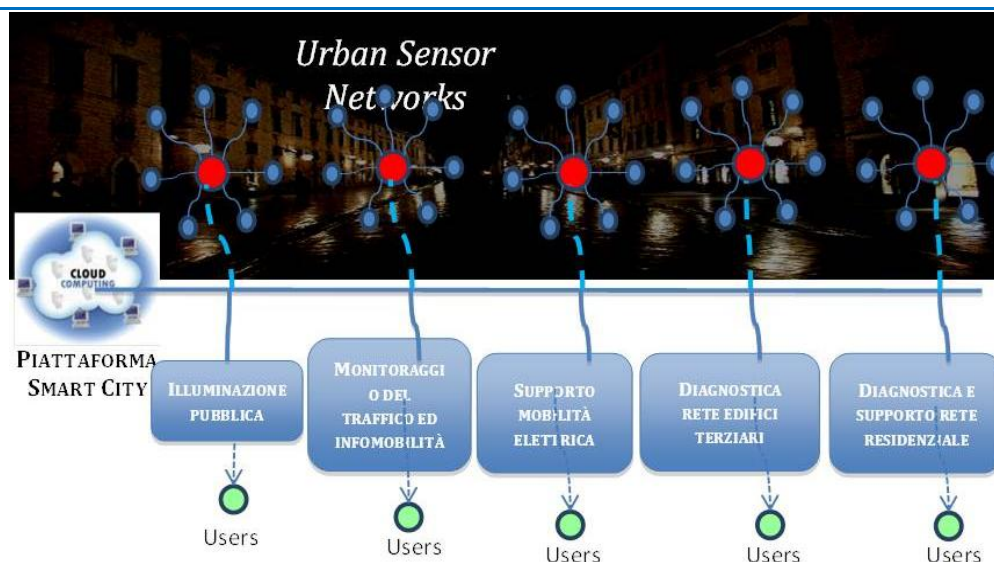 Urban Sensor
Networks
CLOUD
COMPUTING
PIATTAFORMA
SMART CITY
ILLUMINAZIONE
PUBBLICA
MONITORAGGI
O DEL
TRAFFICO ED
INFOMOBILITÀ
SUPPORTO
MOBILITÀ
ELETTRICA
DIAGNOSTICA
RETE EDIFICI
TERZIARI
DIAGNOSTICA E
SUPPORTO RETE
RESIDENZIALE
Users
Users
Users
Users
Users